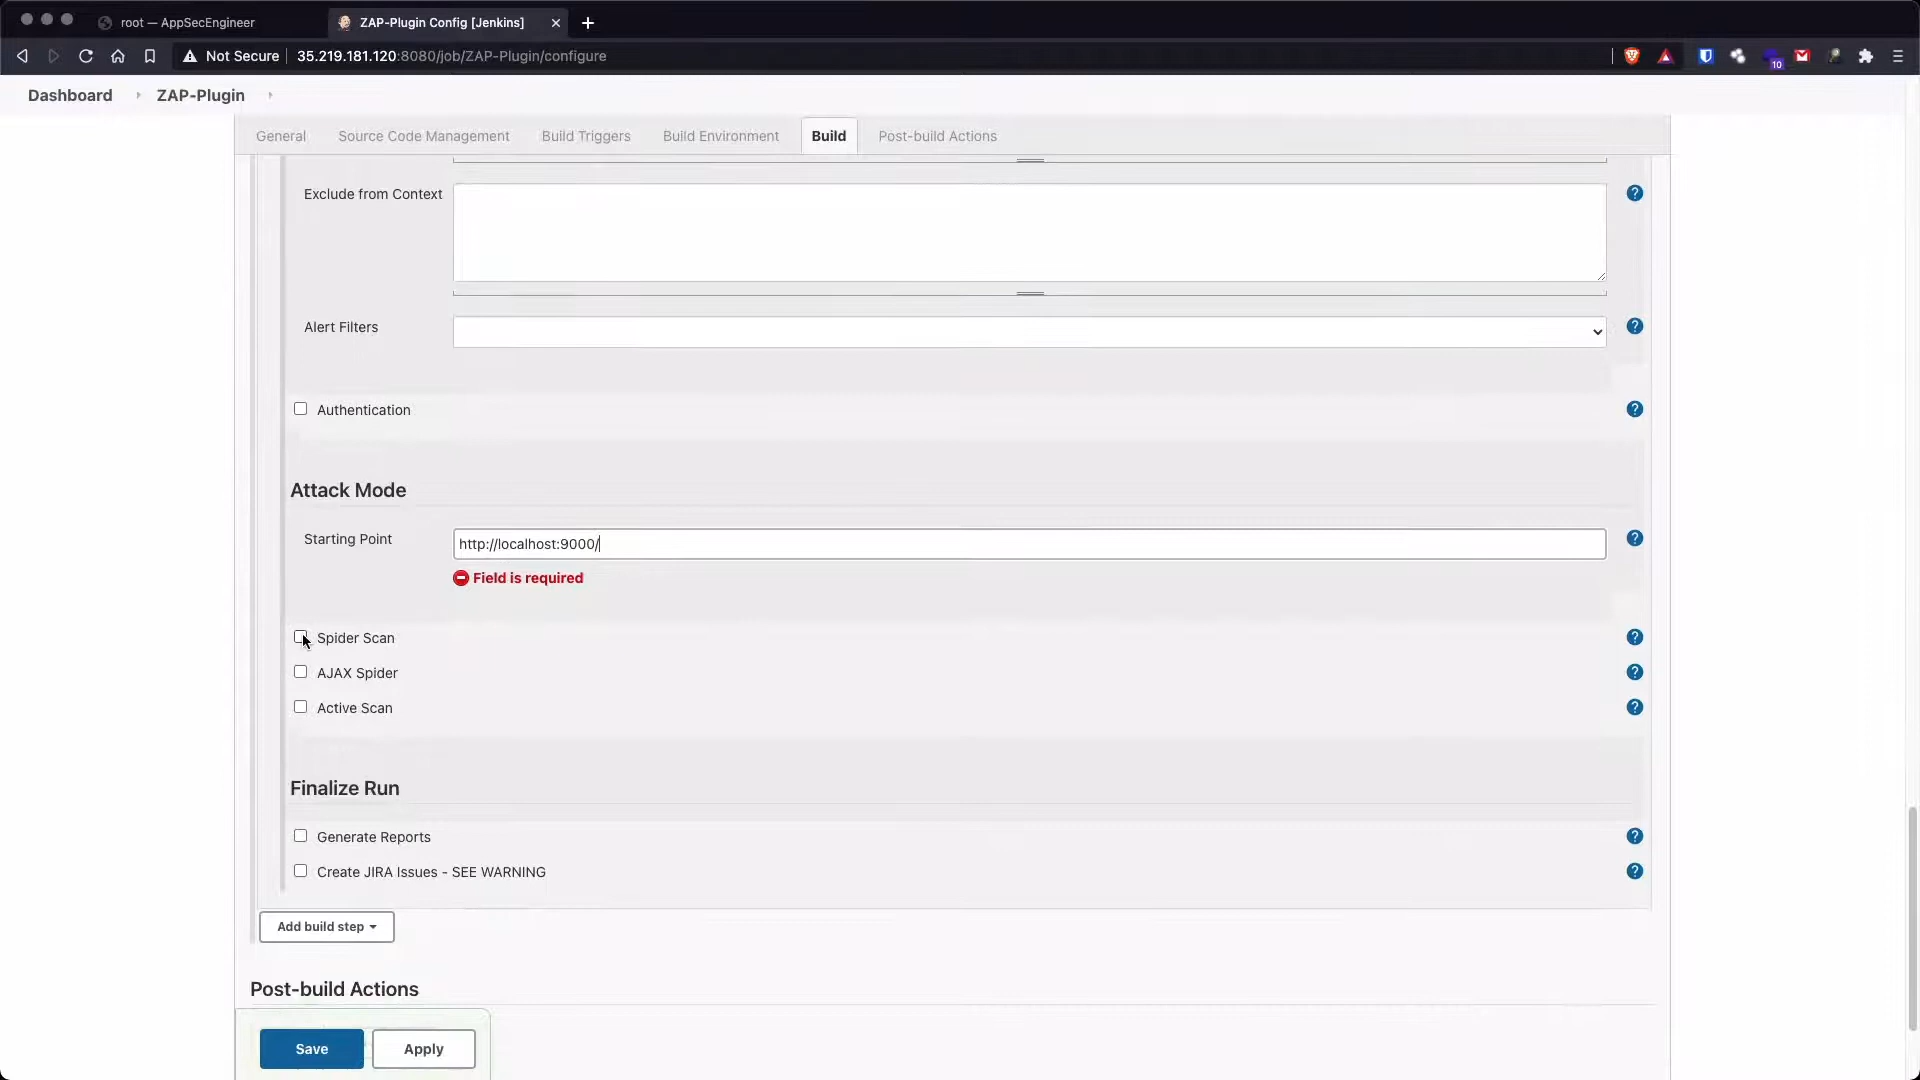 root — AppSecEngineer
ZAP-Plugin Config [Jenkins]
Not Secure
35.219.181.120:8080/job/ZAP-Plugin/configure
10
Dashboard
ZAP-Plugin
General
Source Code Management
Build Triggers
Build Environment
Build
Post-build Actions
Exclude from Context
?
Alert Filters
?
Authentication
?
Attack Mode
Starting Point
http://localhost:9000/
?
Field is required
Spider Scan
?
AJAX Spider
?
Active Scan
?
Finalize Run
Generate Reports
?
Create JIRA Issues - SEE WARNING
?
Add build step
Post-build Actions
Save
Apply